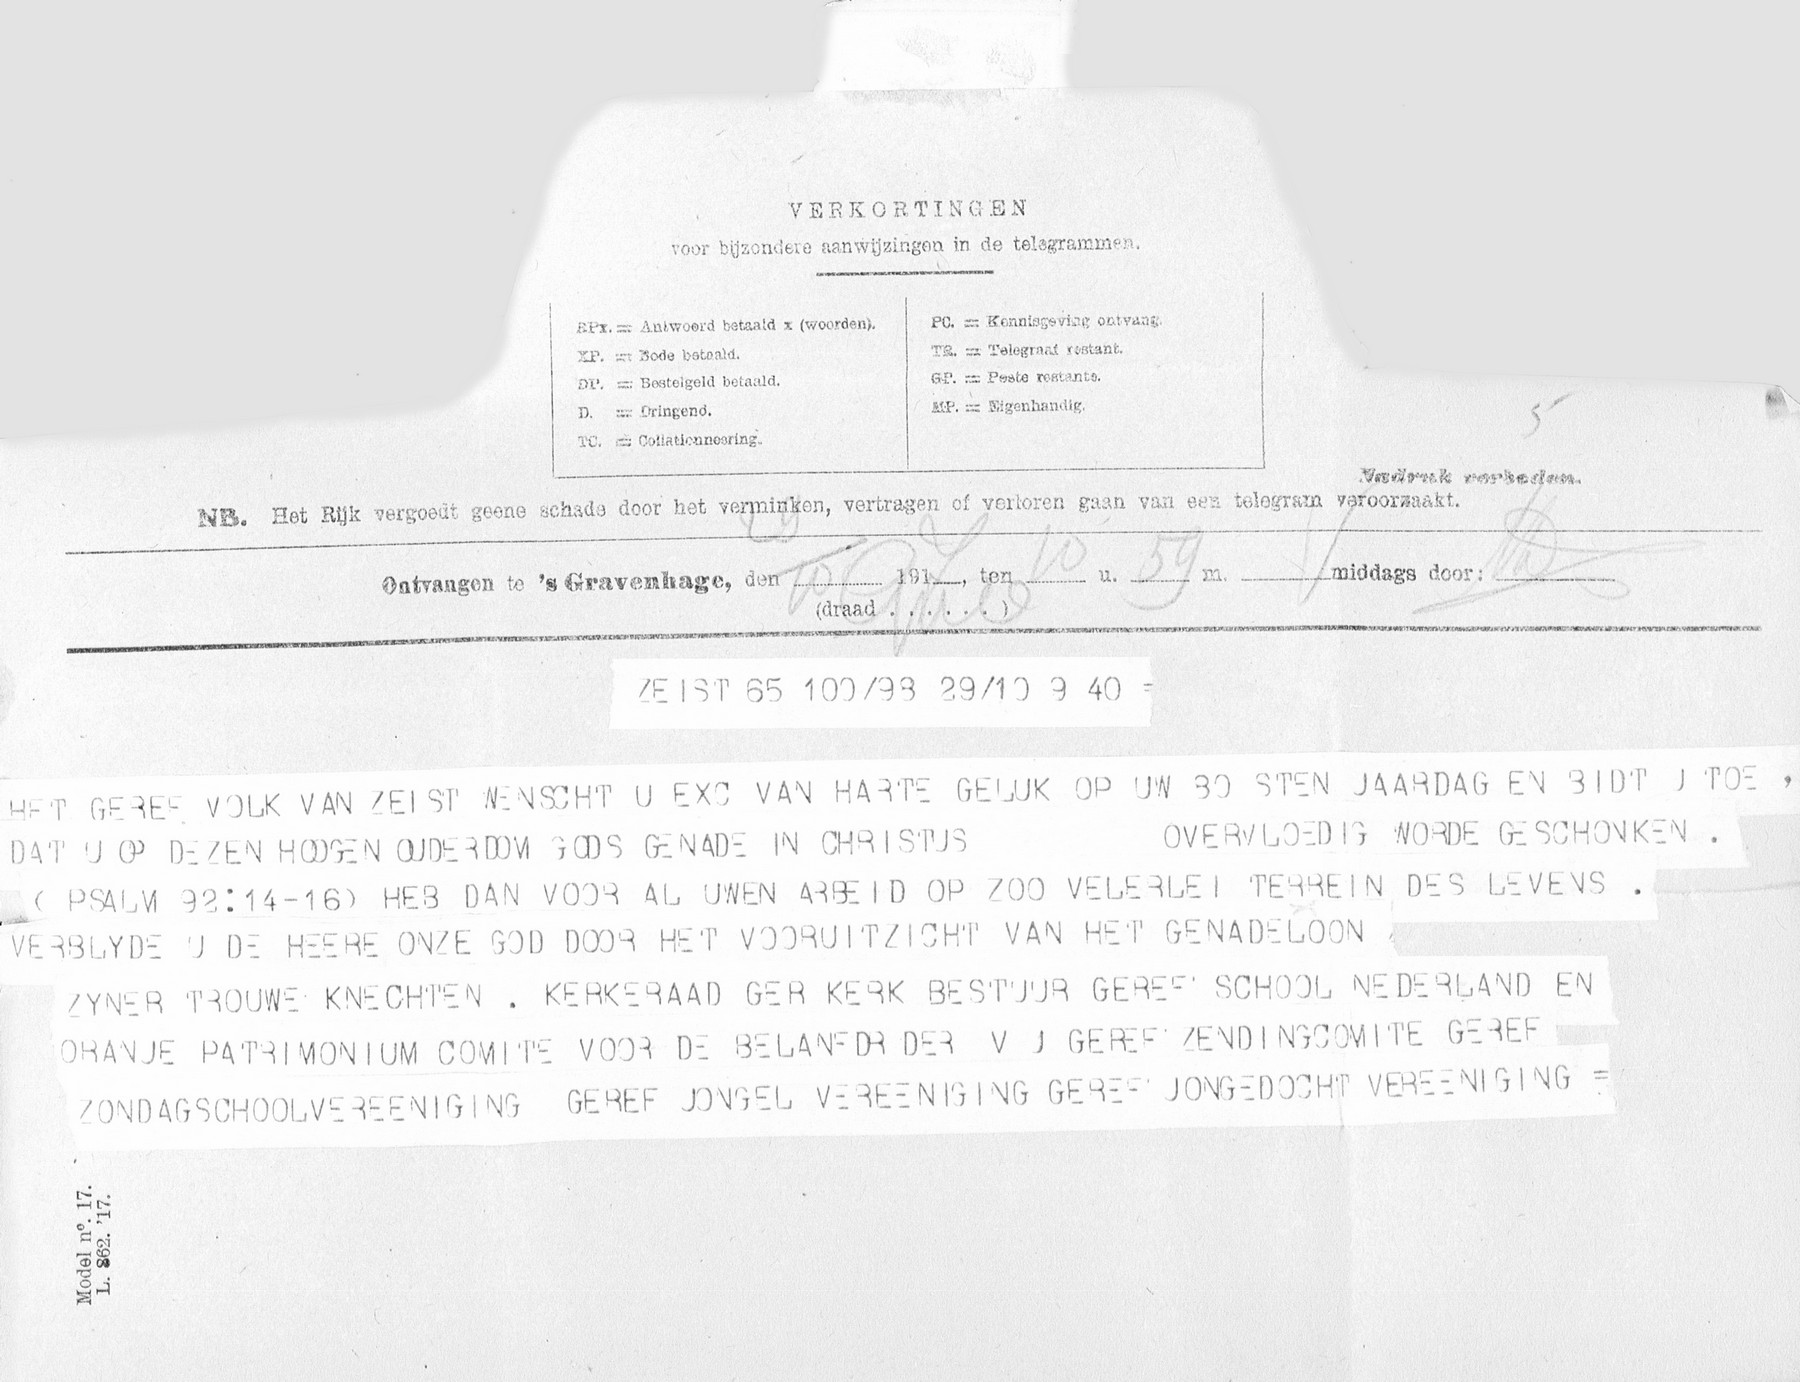 VERKORTINGEN
voor bijzondere aanwijzingen in de telegrammen.
RPx. = Antwoord betaald x (woorden).
XP. = Bode betaald.
DP. = Bestelgeld betaald.
D. = Dringend.
TC. = Collationneering.
PC. = Kennisgeving ontvang.
TR. = Telegraaf restant.
GP. = Poste restante.
MP. = Eigenhandig.
5
Nadruk verboden.
NB. Het Rijk vergoedt geene schade door het verminken, vertragen of verloren gaan van een telegram veroorzaakt.
Ontvangen te 's Gravenhage, den 191 , ten 10 u. 59 m. middags door:
(draad . . . . . . )
ZEIST 65 100/98 29/10 9 40 =
HET GEREF VOLK VAN ZEIST WENSCHT U EXC VAN HARTE GELUK OP UW 80 STEN JAARDAG EN BIDT U TOE ,
DAT U OP DEZEN HOOGEN OUDERDOM GODS GENADE IN CHRISTUS OVERVLOEDIG WORDE GESCHONKEN .
( PSALM 92:14-16) HEB DAN VOOR AL UWEN ARBEID OP ZOO VELERLEI TERREIN DES LEVENS .
VERBLYDE U DE HEERE ONZE GOD DOOR HET VOORUITZICHT VAN HET GENADELOON
ZYNER TROUWE KNECHTEN . KERKERAAD GER KERK BESTUUR GEREF' SCHOOL NEDERLAND EN
ORANJE PATRIMONIUM COMITE VOOR DE BELANFDR DER V U GEREF' ZENDINGCOMITE GEREF
ZONDAGSCHOOLVEREENIGING GEREF JONGEL VEREENIGING GEREF' JONGEDOCHT VEREENIGING =
Model nº. 17.
L. 862. '17.